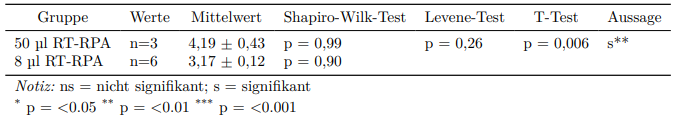 Gruppe Werte Mittelwert Shapiro-Wilk-Test Levene-Test T-Test Aussage
50 µl RT-RPA n=3 4,19 ± 0,43 p = 0,99 p = 0,26 p = 0,006 s**
8 µl RT-RPA n=6 3,17 ± 0,12 p = 0,90
Notiz: ns = nicht signifikant; s = signifikant
* p = <0.05 ** p = <0.01 *** p = <0.001